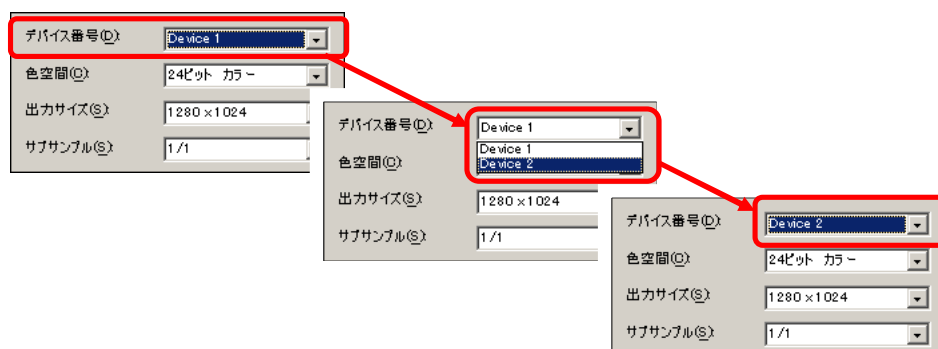 デバイス番号(D): Device 1
色空間(C): 24ビット カラー
出力サイズ(S): 1280×1024
サブサンプル(S): 1/1
デバイス番号(D): Device 1
Device 1
Device 2
色空間(C):
出力サイズ(S): 1280×1024
サブサンプル(S): 1/1
デバイス番号(D): Device 2
色空間(C): 24ビット カラー
出力サイズ(S): 1280×1024
サブサンプル(S): 1/1